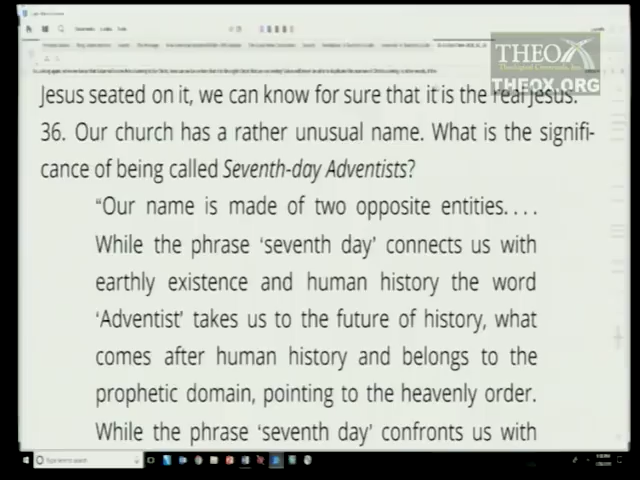 THEOX
THEOX.ORG
Jesus seated on it, we can know for sure that it is the real Jesus.
36. Our church has a rather unusual name. What is the signifi-
cance of being called Seventh-day Adventists?
“Our name is made of two opposite entities....
While the phrase ‘seventh day’ connects us with
earthly existence and human history the word
‘Adventist’ takes us to the future of history, what
comes after human history and belongs to the
prophetic domain, pointing to the heavenly order.
While the phrase ‘seventh day’ confronts us with